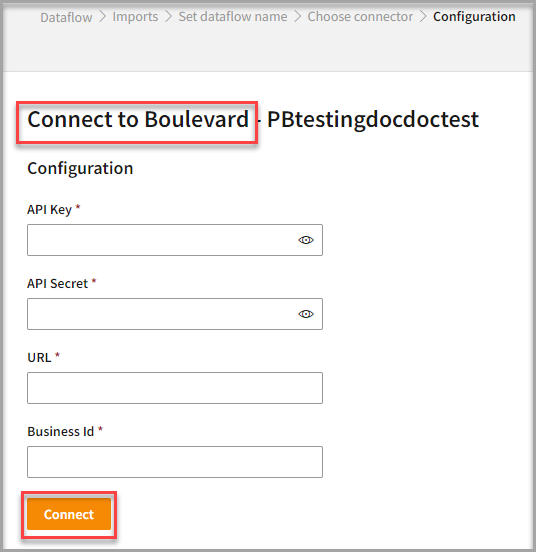 Dataflow > Imports > Set dataflow name > Choose connector > Configuration
Connect to Boulevard - PBtestingdocdoctest
Configuration
API Key *
API Secret *
URL *
Business Id *
Connect